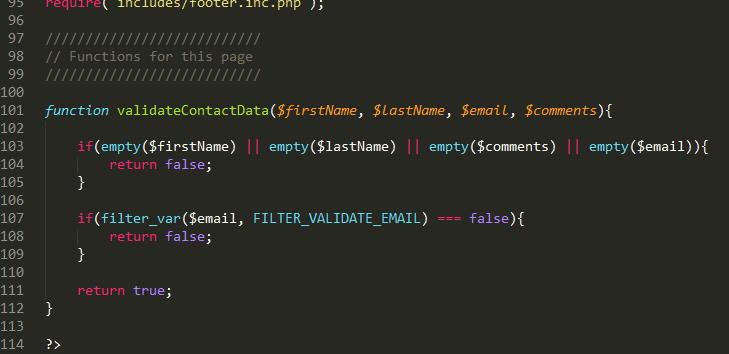 95 require('includes/footer.inc.php');
96
97 ///////////////////////////
98 // Functions for this page
99 ///////////////////////////
100
101 function validateContactData($firstName, $lastName, $email, $comments){
102
103 if(empty($firstName) || empty($lastName) || empty($comments) || empty($email)){
104 return false;
105 }
106
107 if(filter_var($email, FILTER_VALIDATE_EMAIL) === false){
108 return false;
109 }
110
111 return true;
112 }
113
114 ?>